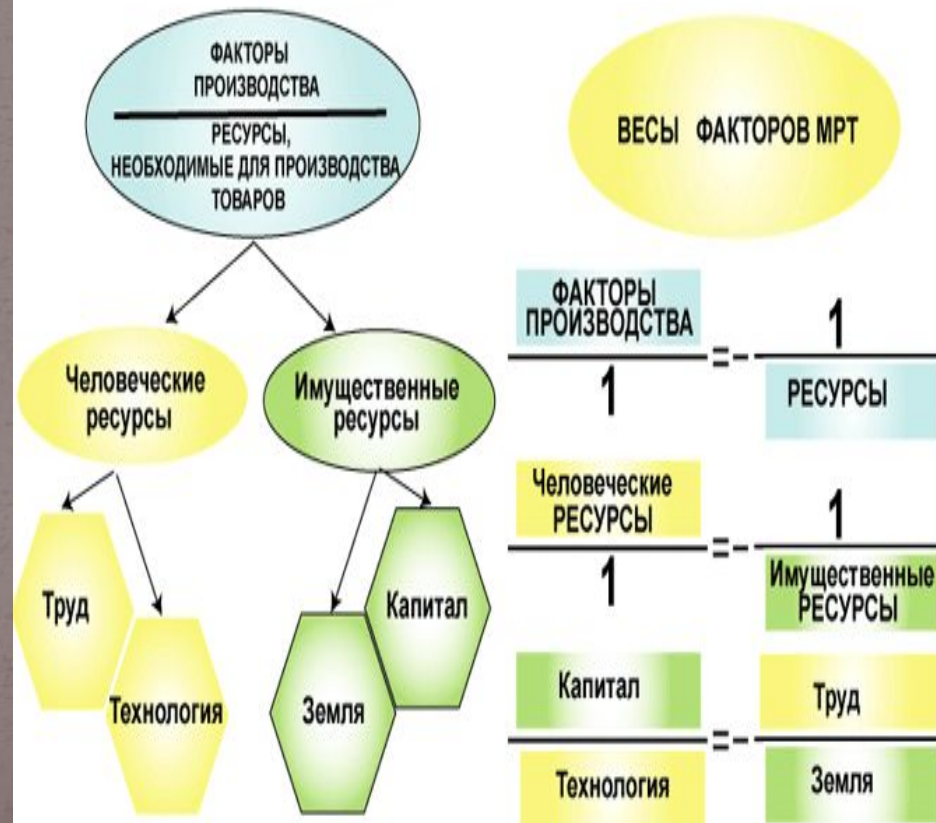 ФАКТОРЫ
ПРОИЗВОДСТВА
РЕСУРСЫ,
НЕОБХОДИМЫЕ ДЛЯ ПРОИЗВОДСТВА
ТОВАРОВ
Человеческие
ресурсы
Имущественные
ресурсы
Труд
Технология
Земля
Капитал
ВЕСЫ ФАКТОРОВ МРТ
ФАКТОРЫ
ПРОИЗВОДСТВА
1
=-
1
РЕСУРСЫ
Человеческие
РЕСУРСЫ
1
=-
1
Имущественные
РЕСУРСЫ
Капитал
Технология
=-
Труд
Земля